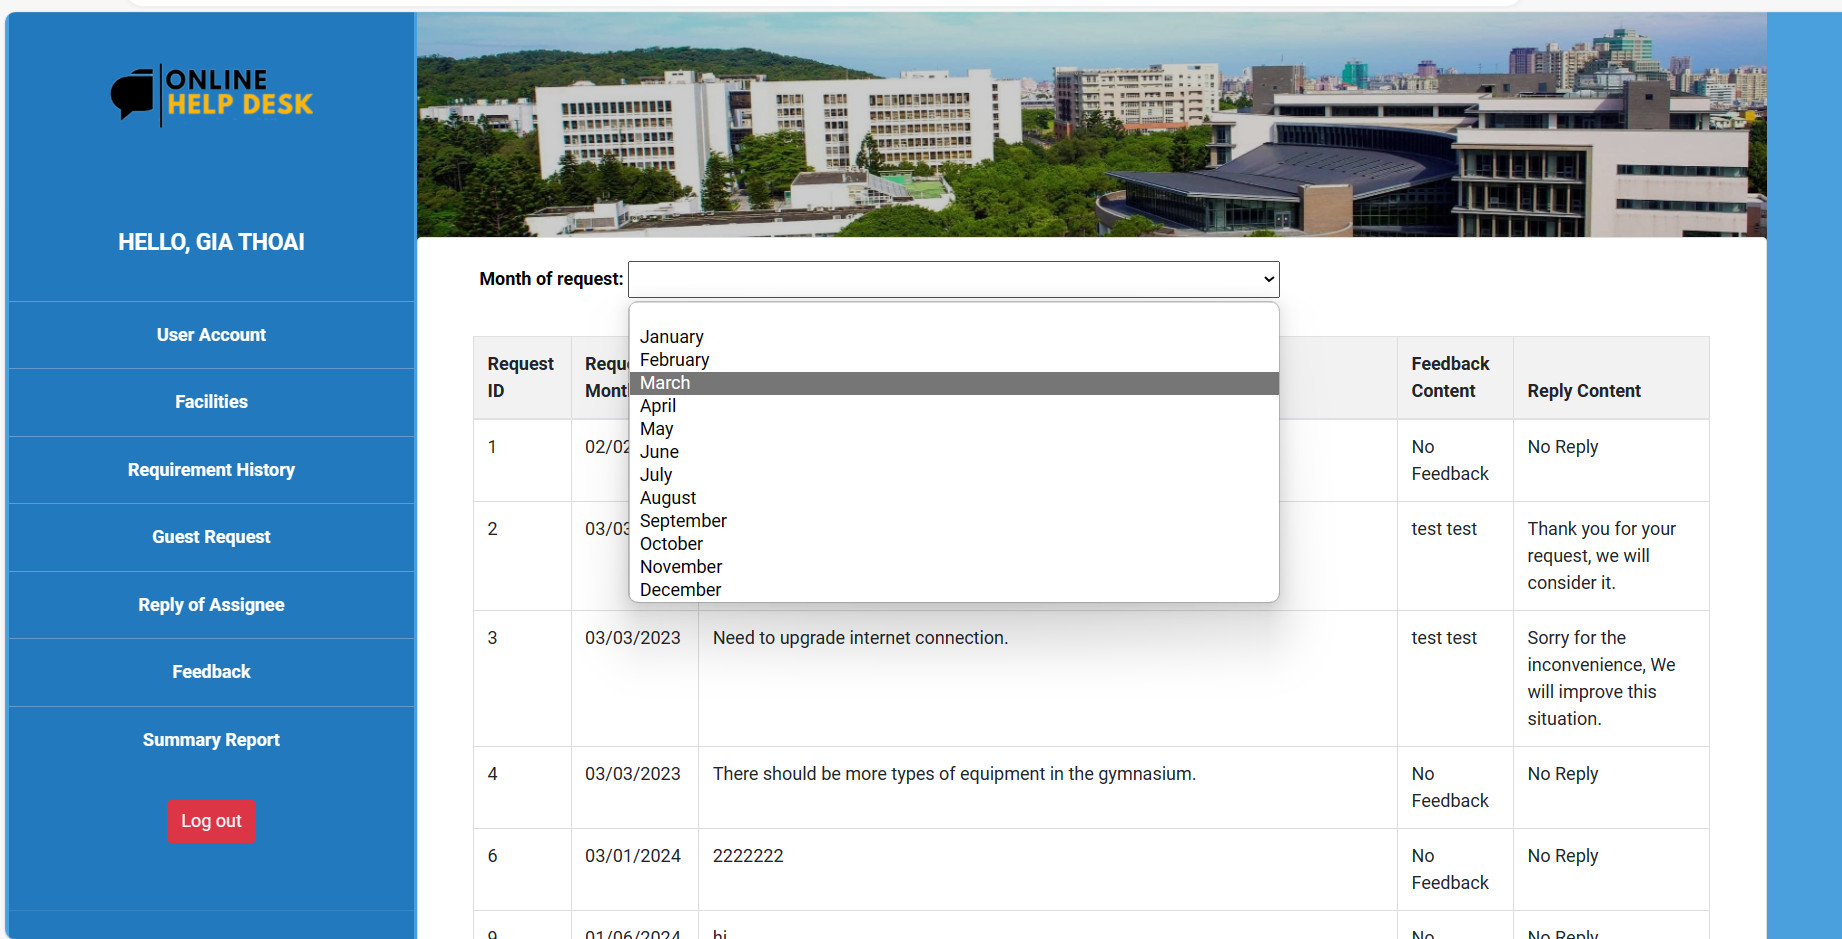 ONLINE
HELP DESK
HELLO, GIA THOAI
User Account
Facilities
Requirement History
Guest Request
Reply of Assignee
Feedback
Summary Report
Log out
Month of request:
January
February
March
April
May
June
July
August
September
October
November
December
Request
ID
Feedback
Content
Reply Content
1
No
Feedback
No Reply
2
test test
Thank you for your
request, we will
consider it.
3
03/03/2023
Need to upgrade internet connection.
test test
Sorry for the
inconvenience, We
will improve this
situation.
4
03/03/2023
There should be more types of equipment in the gymnasium.
No
Feedback
No Reply
6
03/01/2024
2222222
No
Feedback
No Reply
9
01/06/2024
hi
No
No Reply